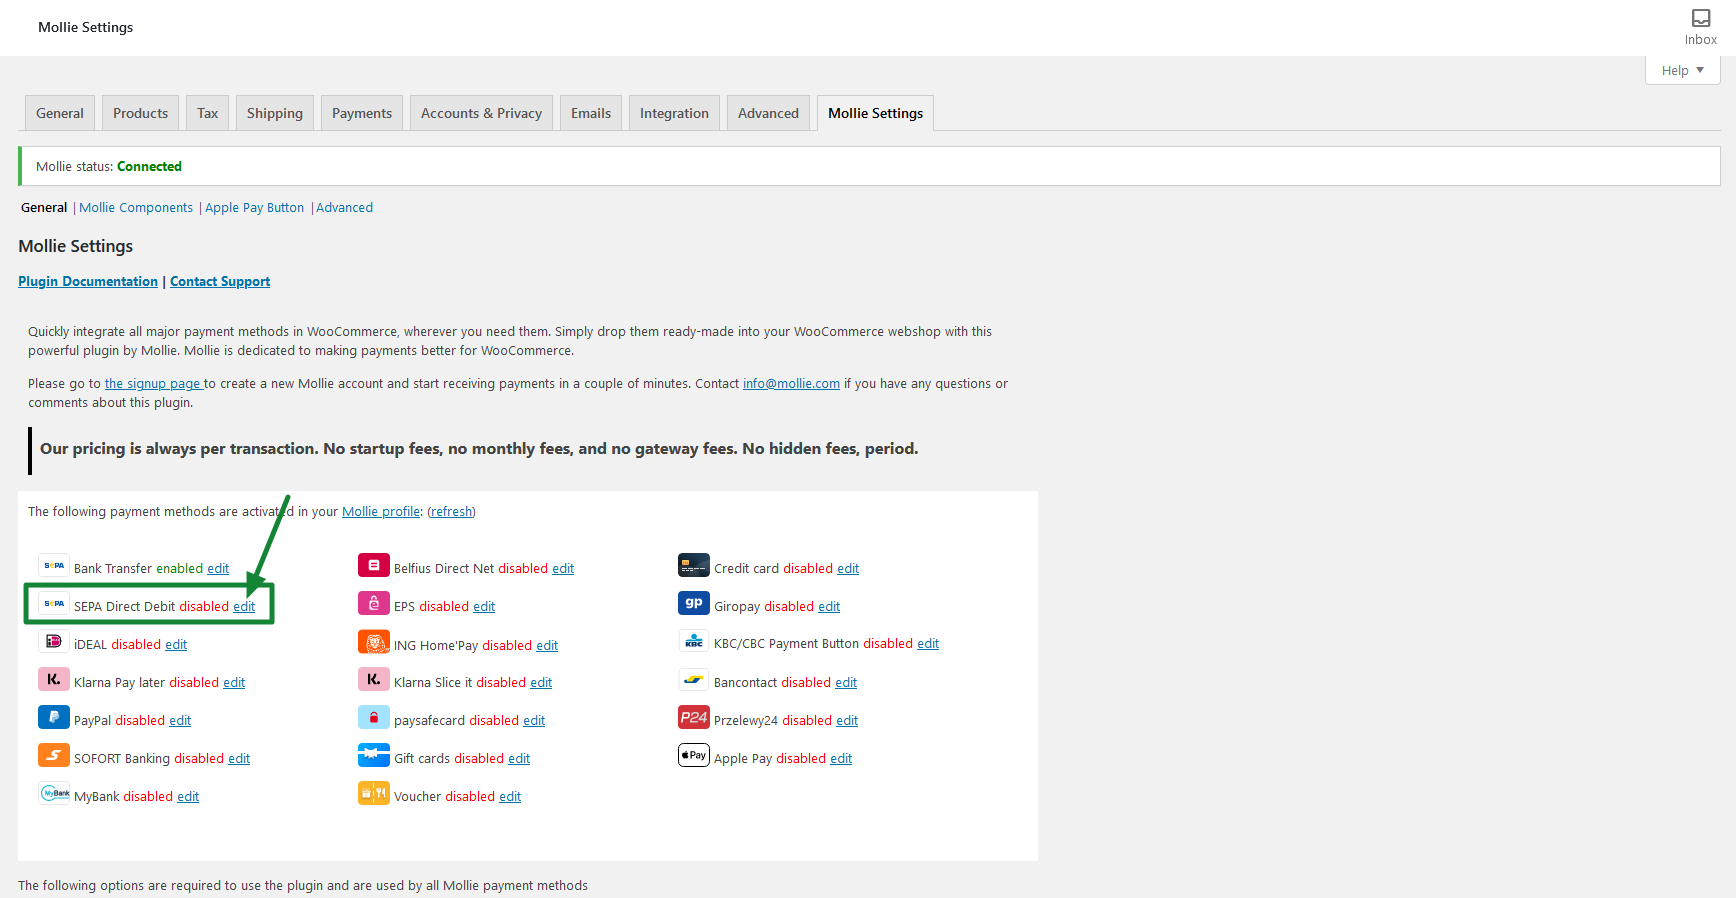 Mollie Settings
Inbox
Help
General Products Tax Shipping Payments Accounts & Privacy Emails Integration Advanced Mollie Settings
Mollie status: Connected
General | Mollie Components | Apple Pay Button | Advanced
Mollie Settings
Plugin Documentation | Contact Support
Quickly integrate all major payment methods in WooCommerce, wherever you need them. Simply drop them ready-made into your WooCommerce webshop with this
powerful plugin by Mollie. Mollie is dedicated to making payments better for WooCommerce.
Please go to the signup page to create a new Mollie account and start receiving payments in a couple of minutes. Contact info@mollie.com if you have any questions or
comments about this plugin.
Our pricing is always per transaction. No startup fees, no monthly fees, and no gateway fees. No hidden fees, period.
The following payment methods are activated in your Mollie profile: (refresh)
SEPA Bank Transfer enabled edit Belfius Direct Net disabled edit Credit card disabled edit
SEPA SEPA Direct Debit disabled edit EPS disabled edit gp Giropay disabled edit
iDEAL disabled edit ING Home'Pay disabled edit KBC KBC/CBC Payment Button disabled edit
K. Klarna Pay later disabled edit K. Klarna Slice it disabled edit Bancontact disabled edit
PayPal disabled edit paysafecard disabled edit P24 Przelewy24 disabled edit
SOFORT Banking disabled edit Gift cards disabled edit Pay Apple Pay disabled edit
MyBank MyBank disabled edit Voucher disabled edit
The following options are required to use the plugin and are used by all Mollie payment methods